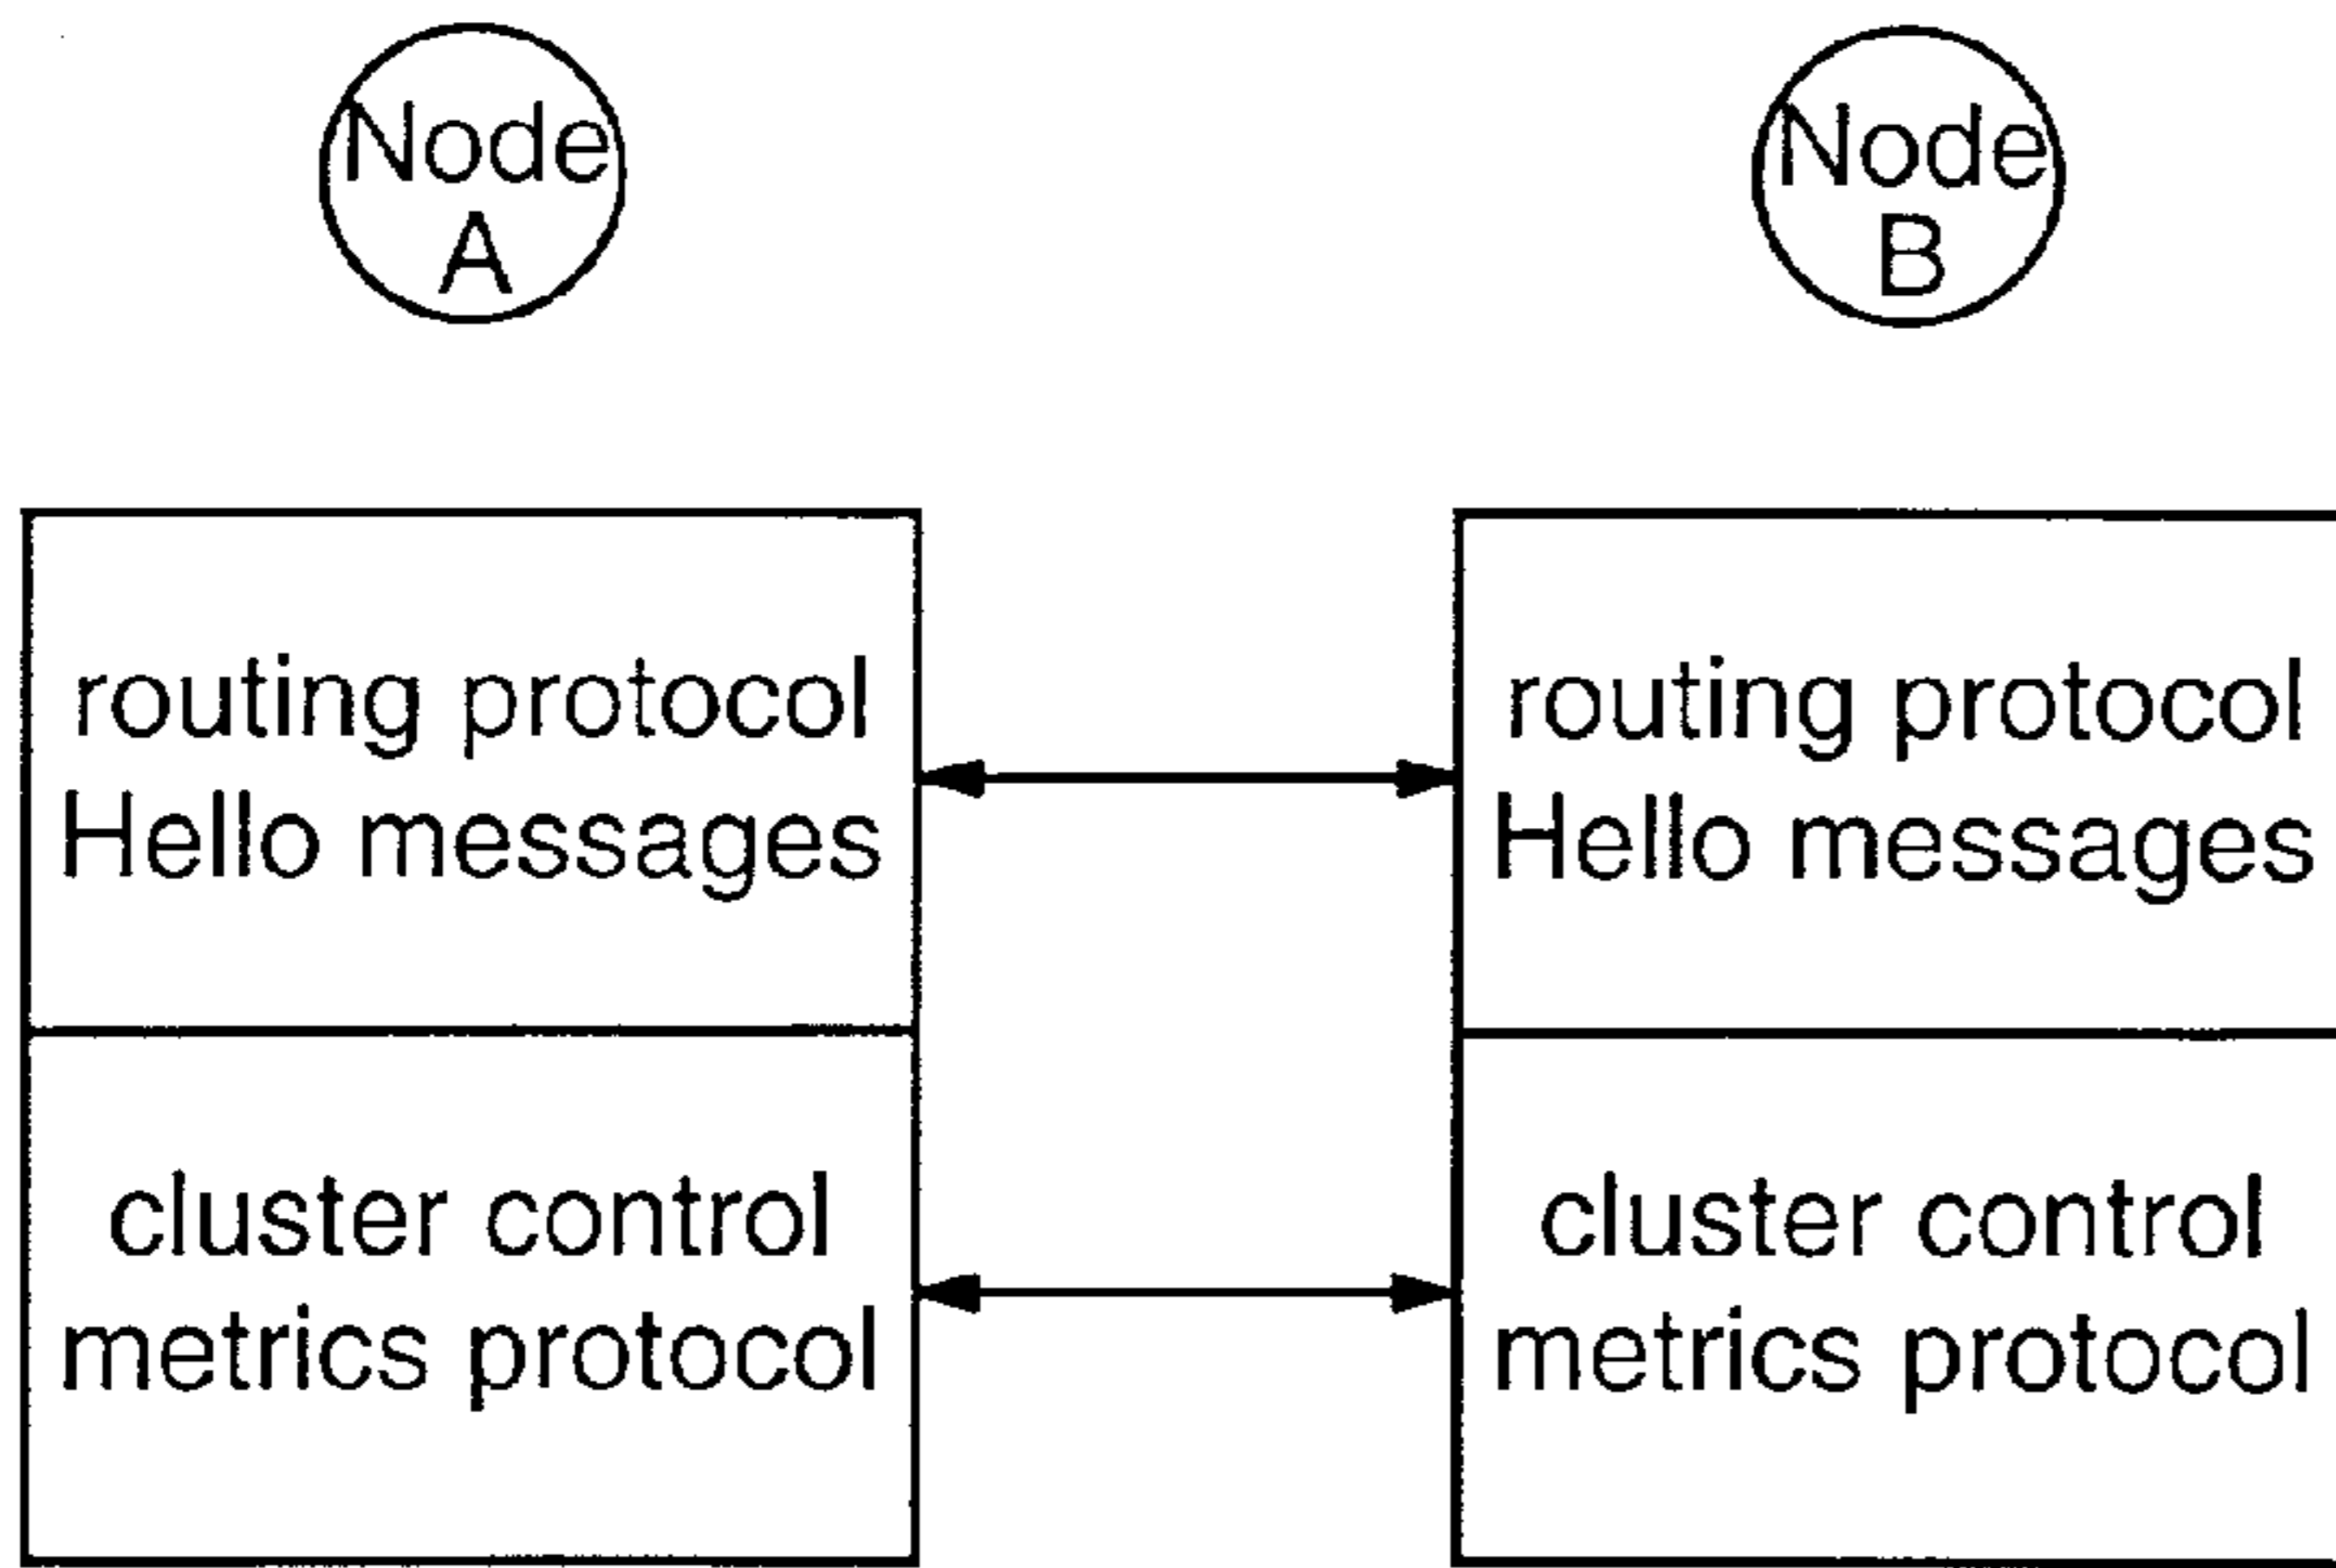 Node
A
Node
B
routing protocol
Hello messages
cluster control
metrics protocol
routing protocol
Hello messages
cluster control
metrics protocol